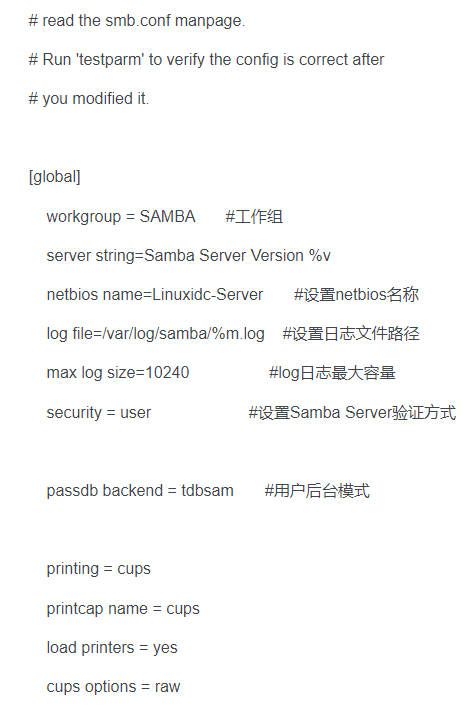 # read the smb.conf manpage.
# Run 'testparm' to verify the config is correct after
# you modified it.
[global]
workgroup = SAMBA #工作组
server string=Samba Server Version %v
netbios name=Linuxidc-Server #设置netbios名称
log file=/var/log/samba/%m.log #设置日志文件路径
max log size=10240 #log日志最大容量
security = user #设置Samba Server验证方式
passdb backend = tdbsam #用户后台模式
printing = cups
printcap name = cups
load printers = yes
cups options = raw